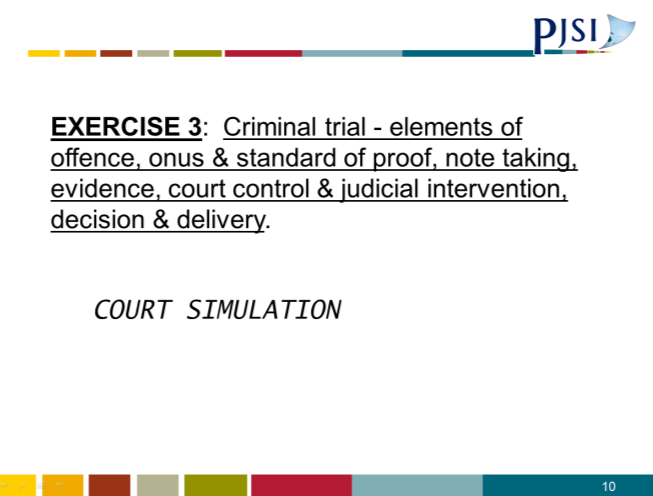 PJSI
EXERCISE 3: Criminal trial - elements of
offence, onus & standard of proof, note taking,
evidence, court control & judicial intervention,
decision & delivery.
COURT SIMULATION
10